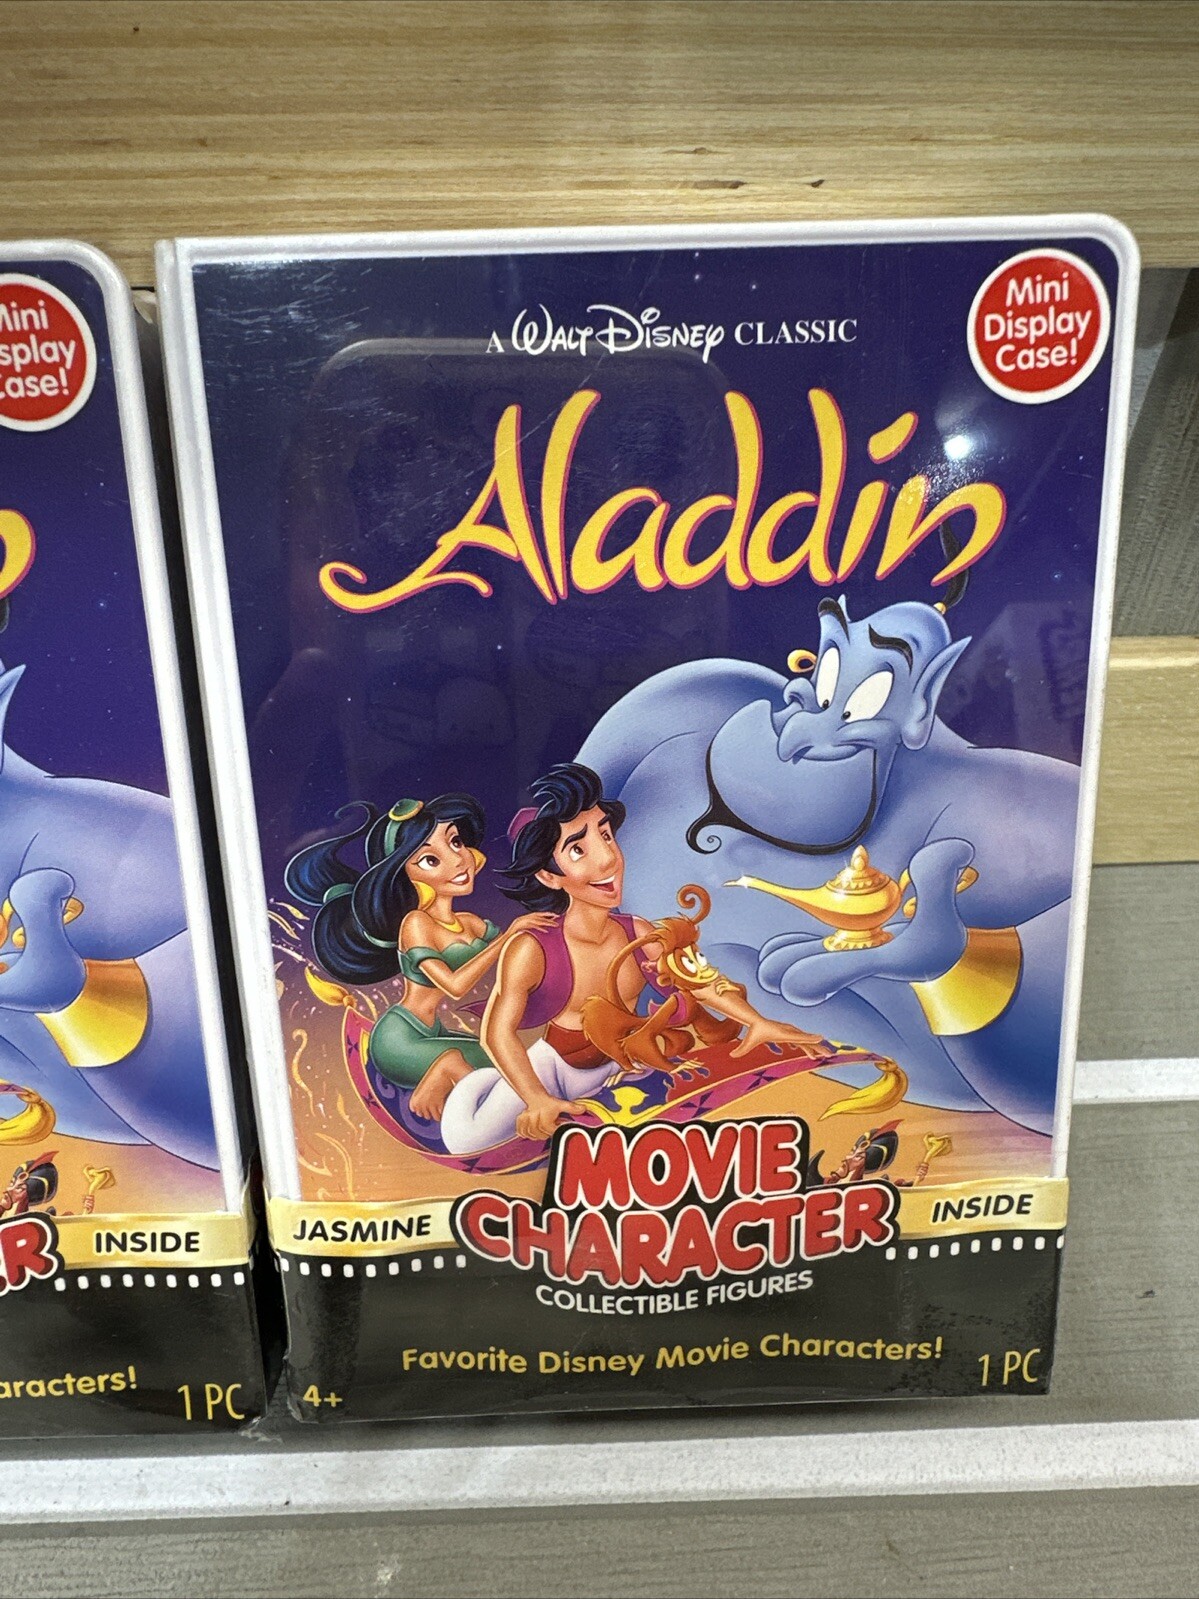 Mini
Display
Case!
A WALT DISNEY CLASSIC
Aladdin
JASMINE
MOVIE
CHARACTER
INSIDE
COLLECTIBLE FIGURES
Favorite Disney Movie Characters!
4+
1 PC
Mini
splay
Case!
R
INSIDE
aracters!
1 PC